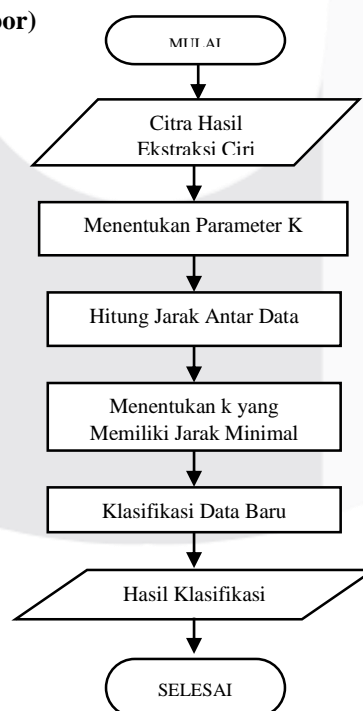 bor)
MULAI
Citra Hasil
Ekstraksi Ciri
Menentukan Parameter K
Hitung Jarak Antar Data
Menentukan k yang
Memiliki Jarak Minimal
Klasifikasi Data Baru
Hasil Klasifikasi
SELESAI